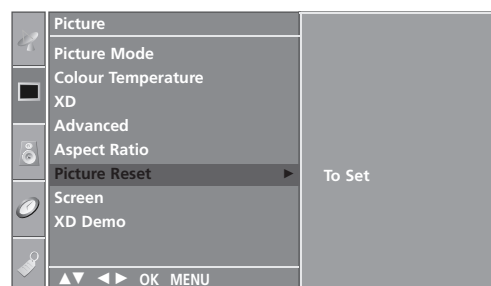 Picture
Picture Mode
Colour Temperature
XD
Advanced
Aspect Ratio
Picture Reset ▶ To Set
Screen
XD Demo
▲▼ ◀▶ OK MENU